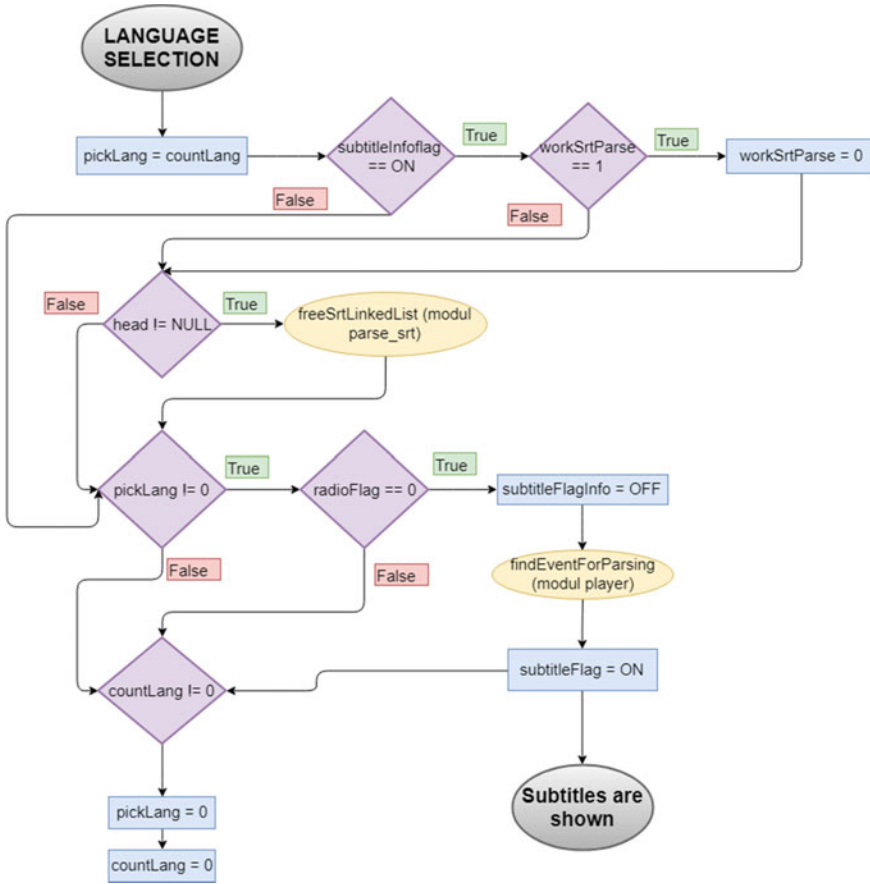 LANGUAGE
SELECTION
pickLang = countLang
subtitleInfoflag
== ON
True
workSrtParse
== 1
True
workSrtParse = 0
False
False
False
head != NULL
True
freeSrtLinkedList (modul
parse_srt)
pickLang != 0
True
radioFlag == 0
True
subtitleFlagInfo = OFF
False
False
findEventForParsing
(modul player)
countLang != 0
subtitleFlag = ON
pickLang = 0
countLang = 0
Subtitles are
shown